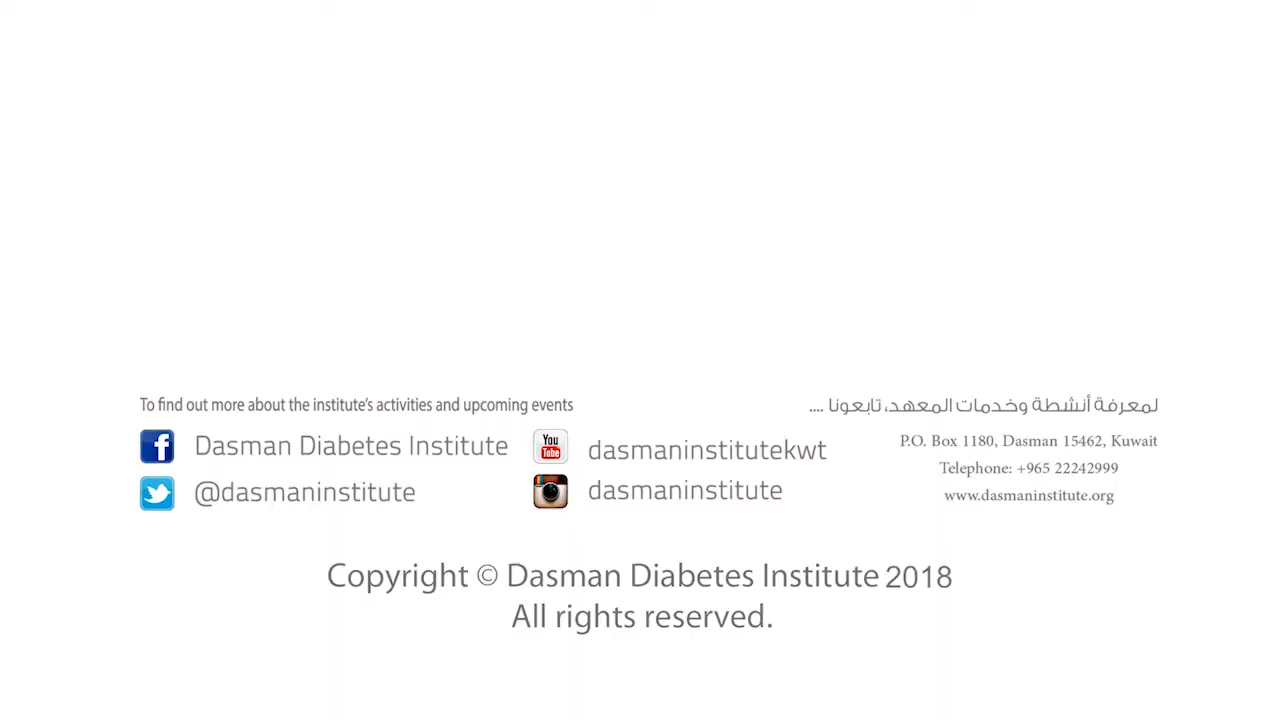 To find out more about the institute's activities and upcoming events
Dasman Diabetes Institute
@dasmaninstitute
You Tube
dasmaninstitutekwt
dasmaninstitute
لمعرفة أنشطة وخدمات المعهد، تابعونا ....
P.O. Box 1180, Dasman 15462, Kuwait
Telephone: +965 22242999
www.dasmaninstitute.org
Copyright © Dasman Diabetes Institute 2018
All rights reserved.